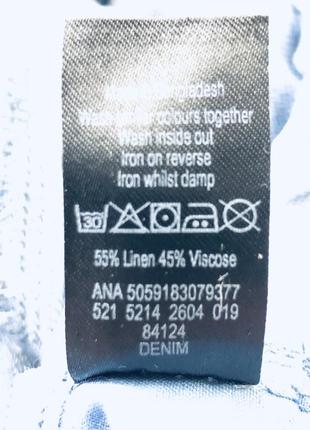 Bangladesh
Wash similar colours together
Wash inside out
Iron on reverse
Iron whilst damp
30
55% Linen 45% Viscose
ANA 5059183079377
521 5214 2604 019
84124
DENIM